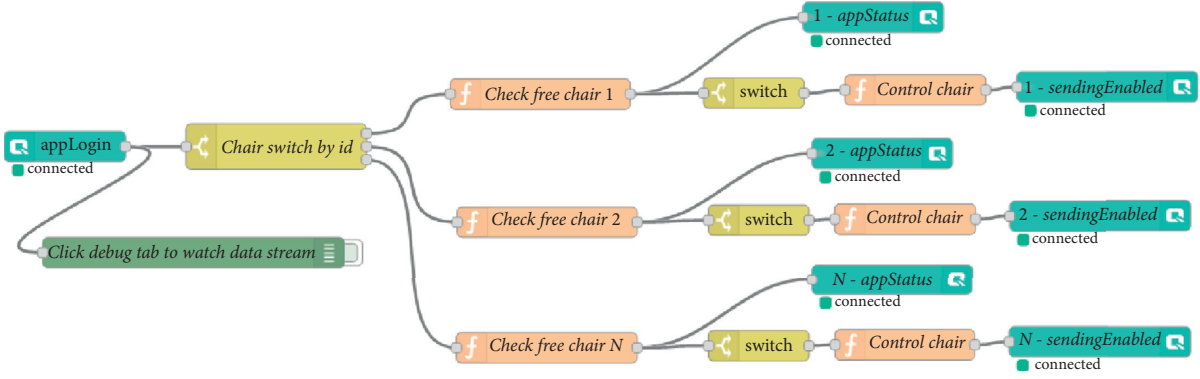 1 - appStatus
connected
Check free chair 1
switch
Control chair
1 - sendingEnabled
connected
appLogin
connected
Chair switch by id
2 - appStatus
connected
Check free chair 2
switch
Control chair
2 - sendingEnabled
connected
Click debug tab to watch data stream
N - appStatus
connected
Check free chair N
switch
Control chair
N - sendingEnabled
connected